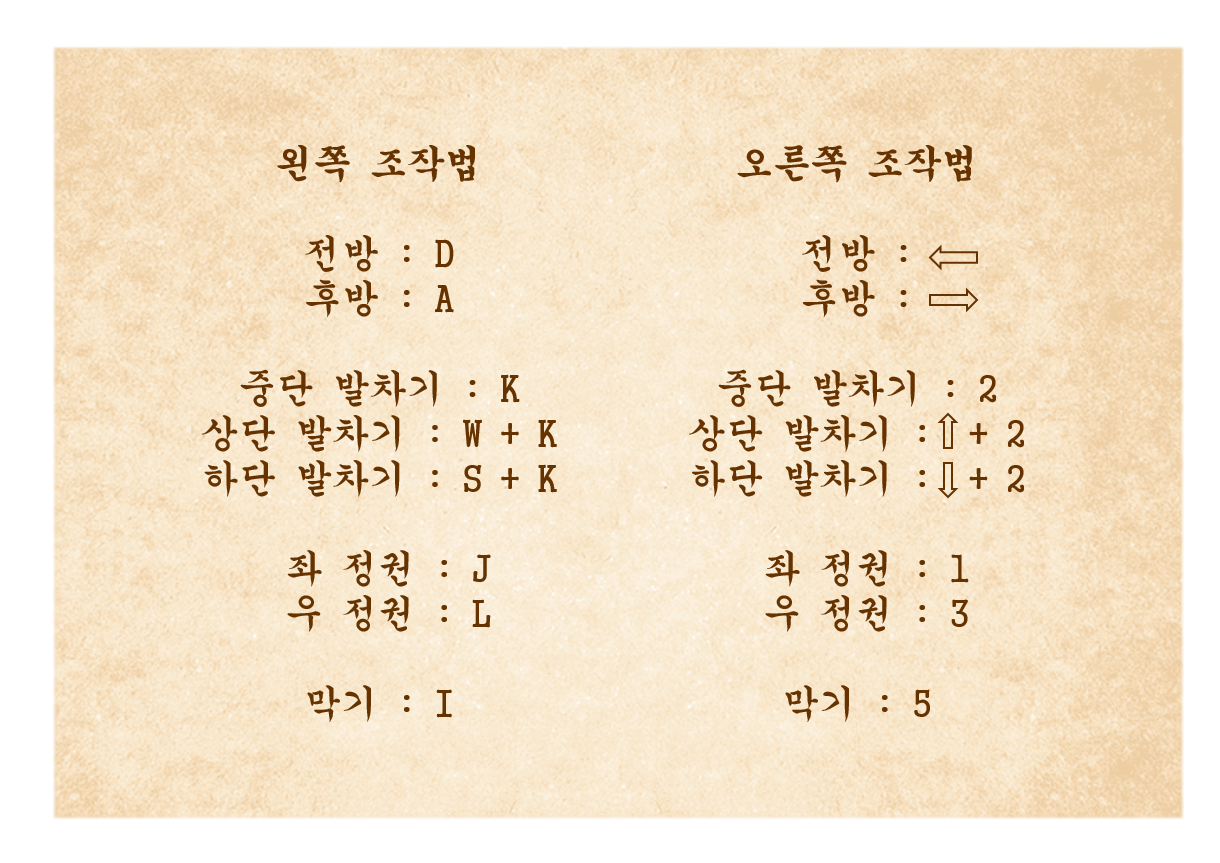 왼쪽 조작법
전방 : D
후방 : A
중단 발차기 : K
상단 발차기 : W + K
하단 발차기 : S + K
좌 정권 : J
우 정권 : L
막기 : I
오른쪽 조작법
전방 : ⇦
후방 : ⇨
중단 발차기 : 2
상단 발차기 :⇧+ 2
하단 발차기 :⇩+ 2
좌 정권 : 1
우 정권 : 3
막기 : 5